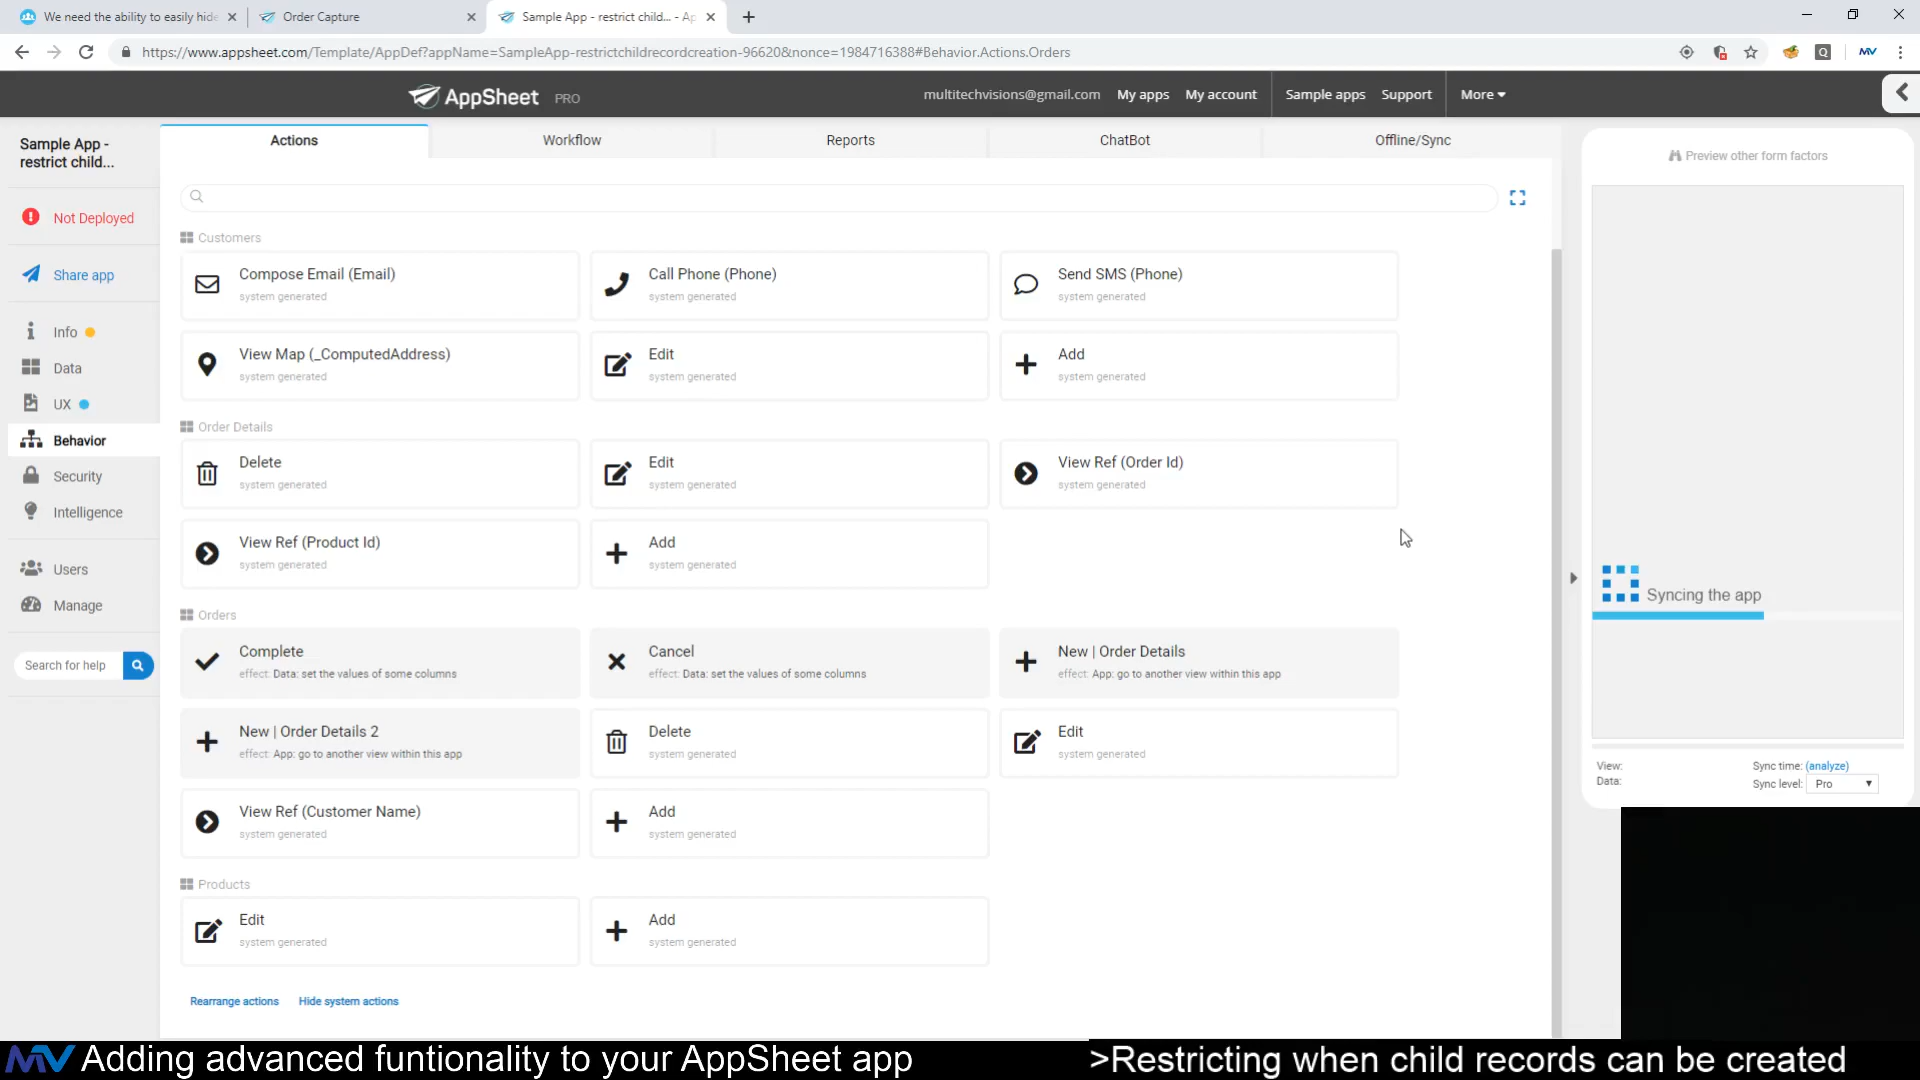 We need the ability to easily hide
Order Capture
Sample App - restrict child... - Ap
https://www.appsheet.com/Template/AppDef?appName=SampleApp-restrictchildrecordcreation-96620&nonce=1984716388#Behavior.Actions.Orders
AppSheet PRO
multitechvisions@gmail.com My apps My account Sample apps Support More
Sample App -
restrict child...
Not Deployed
Share app
Info
Data
UX
Behavior
Security
Intelligence
Users
Manage
Search for help
Actions Workflow Reports ChatBot Offline/Sync
Customers
Compose Email (Email)
system generated
Call Phone (Phone)
system generated
Send SMS (Phone)
system generated
View Map (_ComputedAddress)
system generated
Edit
system generated
Add
system generated
Order Details
Delete
system generated
Edit
system generated
View Ref (Order Id)
system generated
View Ref (Product Id)
system generated
Add
system generated
Orders
Complete
effect: Data: set the values of some columns
Cancel
effect: Data: set the values of some columns
New | Order Details
effect: App: go to another view within this app
New | Order Details 2
effect: App: go to another view within this app
Delete
system generated
Edit
system generated
View Ref (Customer Name)
system generated
Add
system generated
Products
Edit
system generated
Add
system generated
Rearrange actions Hide system actions
Preview other form factors
Syncing the app
View:
Data:
Sync time: (analyze)
Sync level: Pro
MV Adding advanced funtionality to your AppSheet app
>Restricting when child records can be created